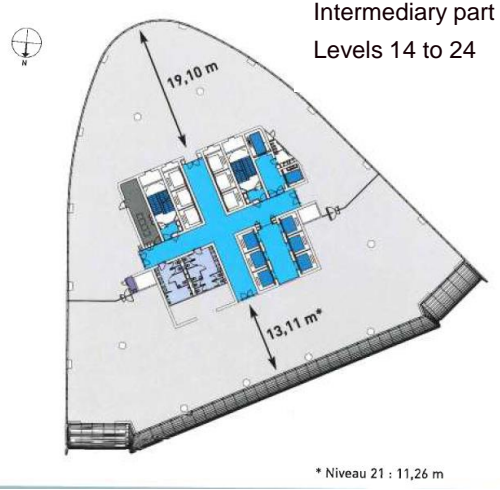 Intermediary part
Levels 14 to 24
N
19,10 m
13,11 m*
* Niveau 21 : 11,26 m